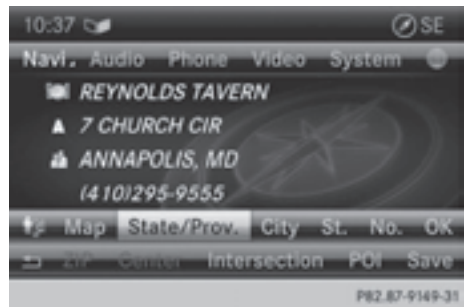 10:37 SE
Navi. Audio Phone Video System
REYNOLDS TAVERN
7 CHURCH CIR
ANNAPOLIS, MD
(410)295-9555
Map State/Prov. City St. No. OK
ZIP Center Intersection POI Save
P82.87-9149-31